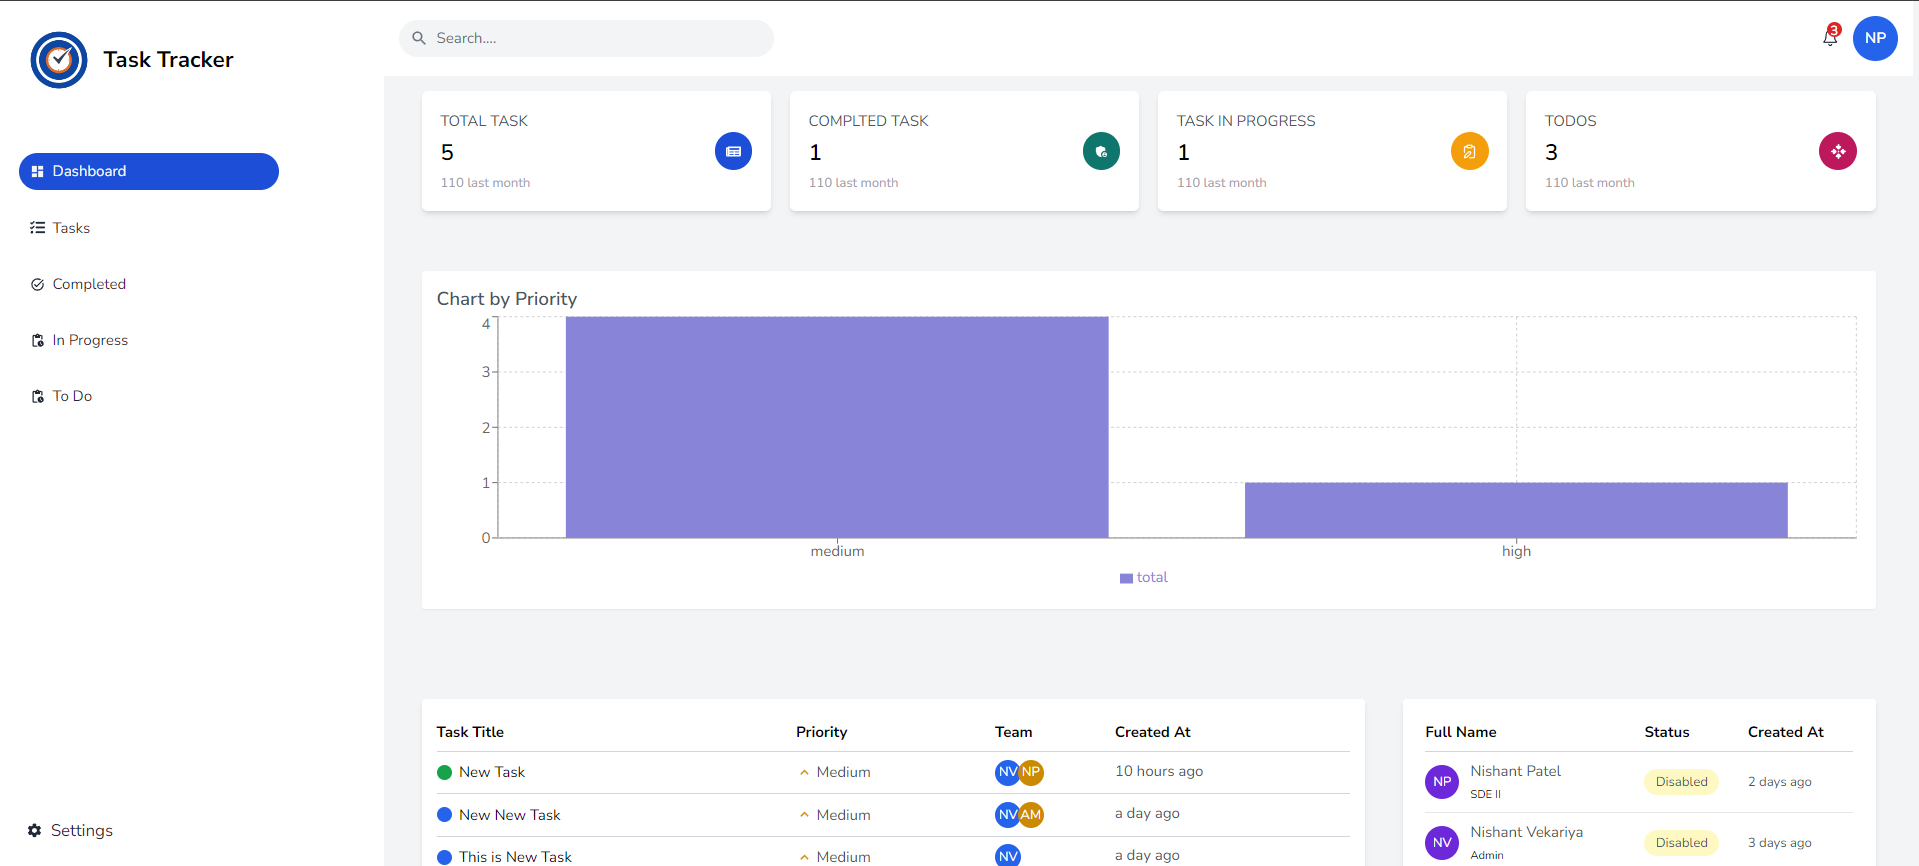 Task Tracker
Search....
3
NP
Dashboard
Tasks
Completed
In Progress
To Do
Settings
TOTAL TASK
5
110 last month
COMPLTED TASK
1
110 last month
TASK IN PROGRESS
1
110 last month
TODOS
3
110 last month
Chart by Priority
4
3
2
1
0
medium high
total
Task Title Priority Team Created At
New Task Medium NV NP 10 hours ago
New New Task Medium NV AM a day ago
This is New Task Medium NV a day ago
Full Name Status Created At
NP Nishant Patel Disabled 2 days ago
SDE II
NV Nishant Vekariya Disabled 3 days ago
Admin